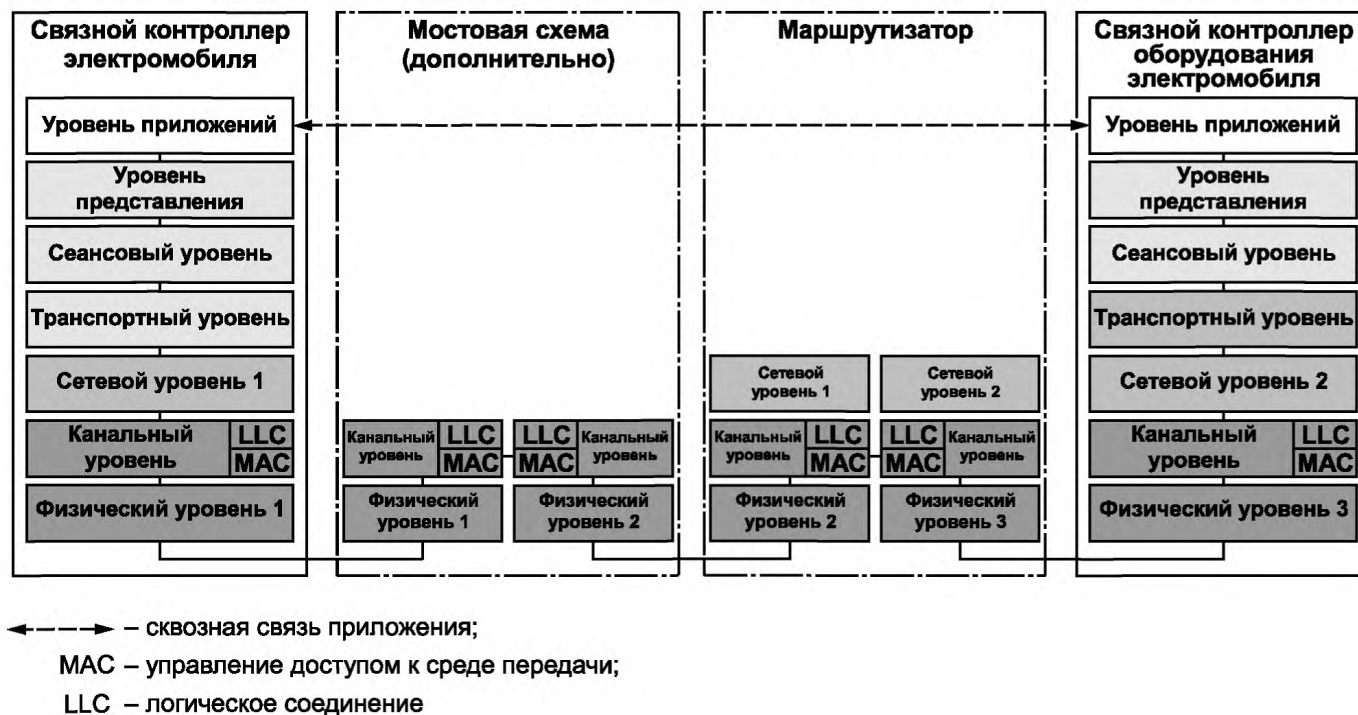 Связной контроллер
электромобиля
Уровень приложений
Уровень
представления
Сеансовый уровень
Транспортный уровень
Сетевой уровень 1
Канальный
уровень
LLC
MAC
Физический уровень 1
Мостовая схема
(дополнительно)
Канальный
уровень
LLC
MAC
LLC
MAC
Канальный
уровень
Физический
уровень 1
Физический
уровень 2
Маршрутизатор
Сетевой
уровень 1
Сетевой
уровень 2
Канальный
уровень
LLC
MAC
LLC
MAC
Канальный
уровень
Физический
уровень 2
Физический
уровень 3
Связной контроллер
оборудования
электромобиля
Уровень приложений
Уровень
представления
Сеансовый уровень
Транспортный уровень
Сетевой уровень 2
Канальный
уровень
LLC
MAC
Физический уровень 3
– сквозная связь приложения;
MAC – управление доступом к среде передачи;
LLC – логическое соединение